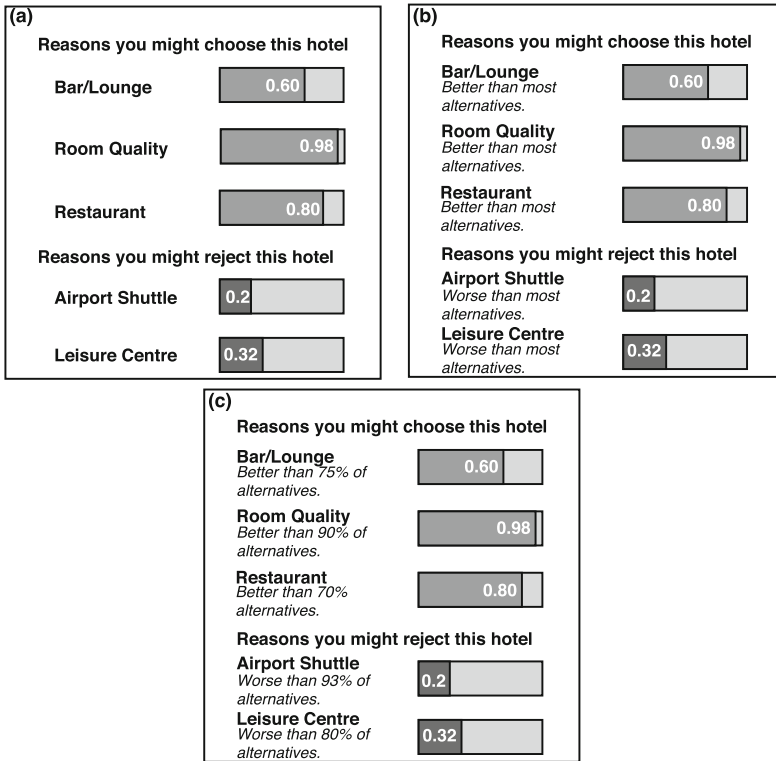 (a)
Reasons you might choose this hotel
Bar/Lounge
0.60
Room Quality
0.98
Restaurant
0.80
Reasons you might reject this hotel
Airport Shuttle
0.2
Leisure Centre
0.32
(b)
Reasons you might choose this hotel
Bar/Lounge
Better than most
alternatives.
0.60
Room Quality
Better than most
alternatives.
0.98
Restaurant
Better than most
alternatives.
0.80
Reasons you might reject this hotel
Airport Shuttle
Worse than most
alternatives.
0.2
Leisure Centre
Worse than most
alternatives.
0.32
(c)
Reasons you might choose this hotel
Bar/Lounge
Better than 75% of
alternatives.
0.60
Room Quality
Better than 90% of
alternatives.
0.98
Restaurant
Better than 70%
alternatives.
0.80
Reasons you might reject this hotel
Airport Shuttle
Worse than 93% of
alternatives.
0.2
Leisure Centre
Worse than 80% of
alternatives.
0.32